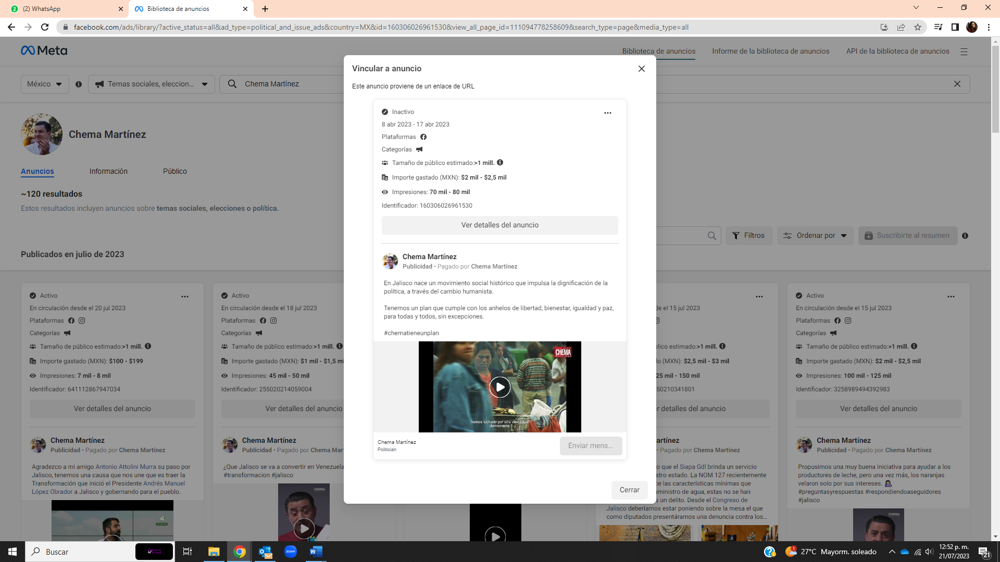 (2) WhatsApp
Biblioteca de anuncios
facebook.com/ads/library/?active_status=all&ad_type=political_and_issue_ads&country=MX&id=160306026961530&view_all_page_id=111094778258609&search_type=page&media_type=all
Meta
Biblioteca de anuncios
Informe de la biblioteca de anuncios
API de la biblioteca de anuncios
México
Temas sociales, eleccion...
Chema Martínez
Chema Martínez
Anuncios
Información
Público
~120 resultados
Estos resultados incluyen anuncios sobre temas sociales, elecciones o política.
Filtros
Ordenar por
Suscribirte al resumen
Publicados en julio de 2023
Vincular a anuncio
Este anuncio proviene de un enlace de URL
Inactivo
8 abr 2023 - 17 abr 2023
Plataformas
Categorías
Tamaño de público estimado:>1 mill.
Importe gastado (MXN): $2 mil - $2,5 mil
Impresiones: 70 mil - 80 mil
Identificador: 160306026961530
Ver detalles del anuncio
Chema Martínez
Publicidad • Pagado por Chema Martínez
En Jalisco nace un movimiento social histórico que impulsa la dignificación de la
política, a través del cambio humanista.
Tenemos un plan que cumple con los anhelos de libertad, bienestar, igualdad y paz,
para todas y todos, sin excepciones.
#chematieneunplan
JOSÉ MARÍA
CHEMA
MARTÍNEZ
hemos luchado por una verdadera
democracia:
Chema Martínez
Politician
Enviar mens...
Cerrar
Activo
En circulación desde el 20 jul 2023
Plataformas
Categorías
Tamaño de público estimado:>1 mill.
Importe gastado (MXN): $100 - $199
Impresiones: 7 mil - 8 mil
Identificador: 641112867947034
Ver detalles del anuncio
Chema Martínez
Publicidad • Pagado por Chema Martínez
Agradezco a mi amigo Antonio Attolini Murra su paso por
Jalisco, tenemos una causa que nos une que es traer la
Transformación que inició el Presidente Andrés Manuel
López Obrador a Jalisco y gobernando para el pueblo.
Activo
En circulación desde el 18 jul 2023
Plataformas
Categorías
Tamaño de público estimado:>1 mill.
Importe gastado (MXN): $1 mil - $1,5 mi
Impresiones: 45 mil - 50 mil
Identificador: 255020214059004
Ver detalles del anuncio
Chema Martínez
Publicidad • Pagado por Chema Mar
¿Que Jalisco se va a convertir en Venezuela
#transformacion #jalisco
CHEMA
e el 15 jul 2023
blico estimado:>1 mill.
do (MXN): $2,5 mil - $3 mil
25 mil - 150 mil
50210341801
r detalles del anuncio
artínez
• Pagado por Chema Martínez
o que el Siapa Gdl brinda un servicio
stro estado. La NOM 127 recientemente
ce las características mínimas que
uministro de agua, estas no se han
s un delito. Desde el Congreso de
Jalisco deberíamos estar poniendo sobre la mesa el que
como diputados presentáramos una denuncia contra los...
Activo
En circulación desde el 15 jul 2023
Plataformas
Categorías
Tamaño de público estimado:>1 mill.
Importe gastado (MXN): $2 mil - $2,5 mil
Impresiones: 100 mil - 125 mil
Identificador: 3258989494392983
Ver detalles del anuncio
Chema Martínez
Publicidad • Pagado por Chema Martínez
Propusimos una muy buena iniciativa para ayudar a los
productores de leche, pero una vez más, los naranjas
velaron solo por sus intereses.
#preguntasyrespuestas #respondiendoaseguidores
#jalisco
CHEMA
Buscar
zoom
27°C Mayorm. soleado
12:52 p. m.
21/07/2023
21